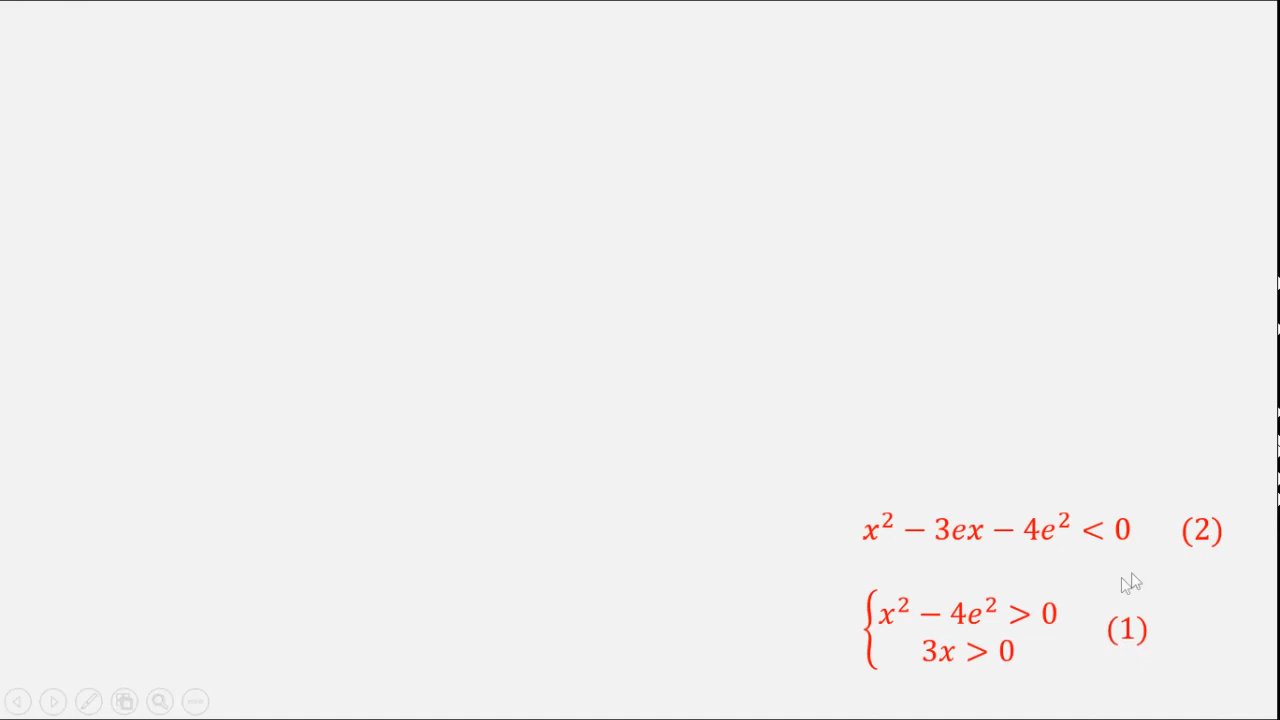 x² − 3ex − 4e² < 0 (2)
{x² − 4e² > 0 (1)
3x > 0